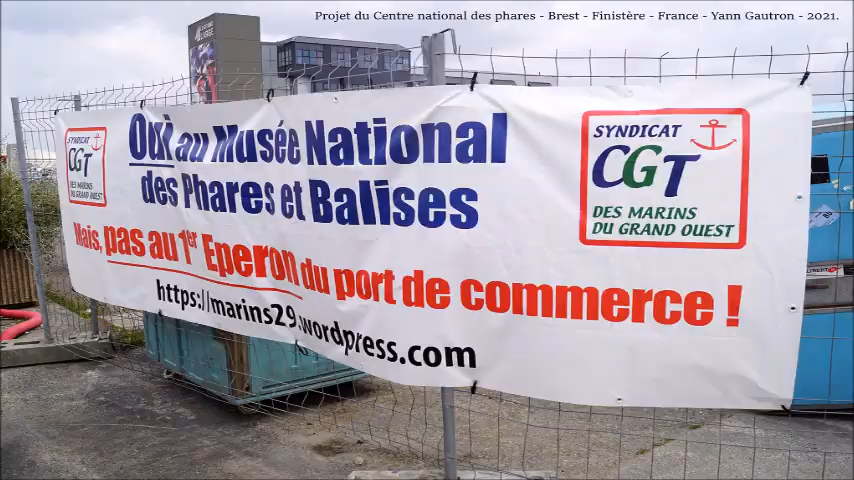 Projet du Centre national des phares - Brest - Finistère - France - Yann Gautron - 2021.
SYNDICAT
CGT
DES MARINS
DU GRAND OUEST
Oui au Musée National
des Phares et Balises
Mais, pas au 1er Eperon du port de commerce !
https://marins29.wordpress.com
SYNDICAT
CGT
DES MARINS
DU GRAND OUEST